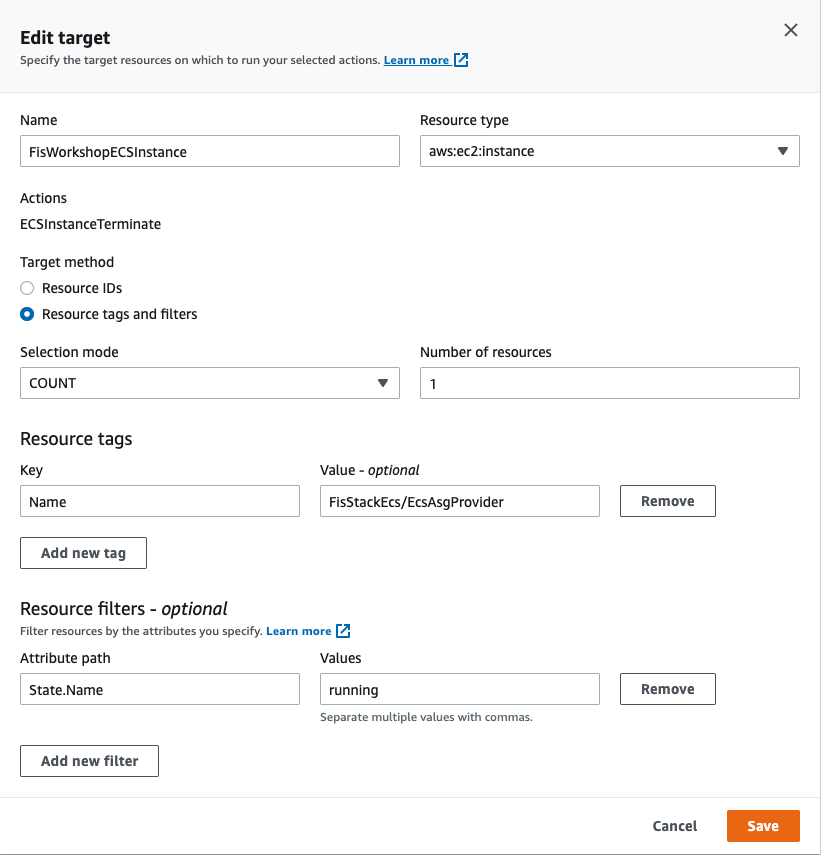 Edit target
Specify the target resources on which to run your selected actions. Learn more
Name
Resource type
FisWorkshopECSInstance
aws:ec2:instance
Actions
ECSInstanceTerminate
Target method
Resource IDs
Resource tags and filters
Selection mode
Number of resources
COUNT
1
Resource tags
Key
Value - optional
Name
FisStackEcs/EcsAsgProvider
Remove
Add new tag
Resource filters - optional
Filter resources by the attributes you specify. Learn more
Attribute path
Values
State.Name
running
Remove
Separate multiple values with commas.
Add new filter
Cancel
Save